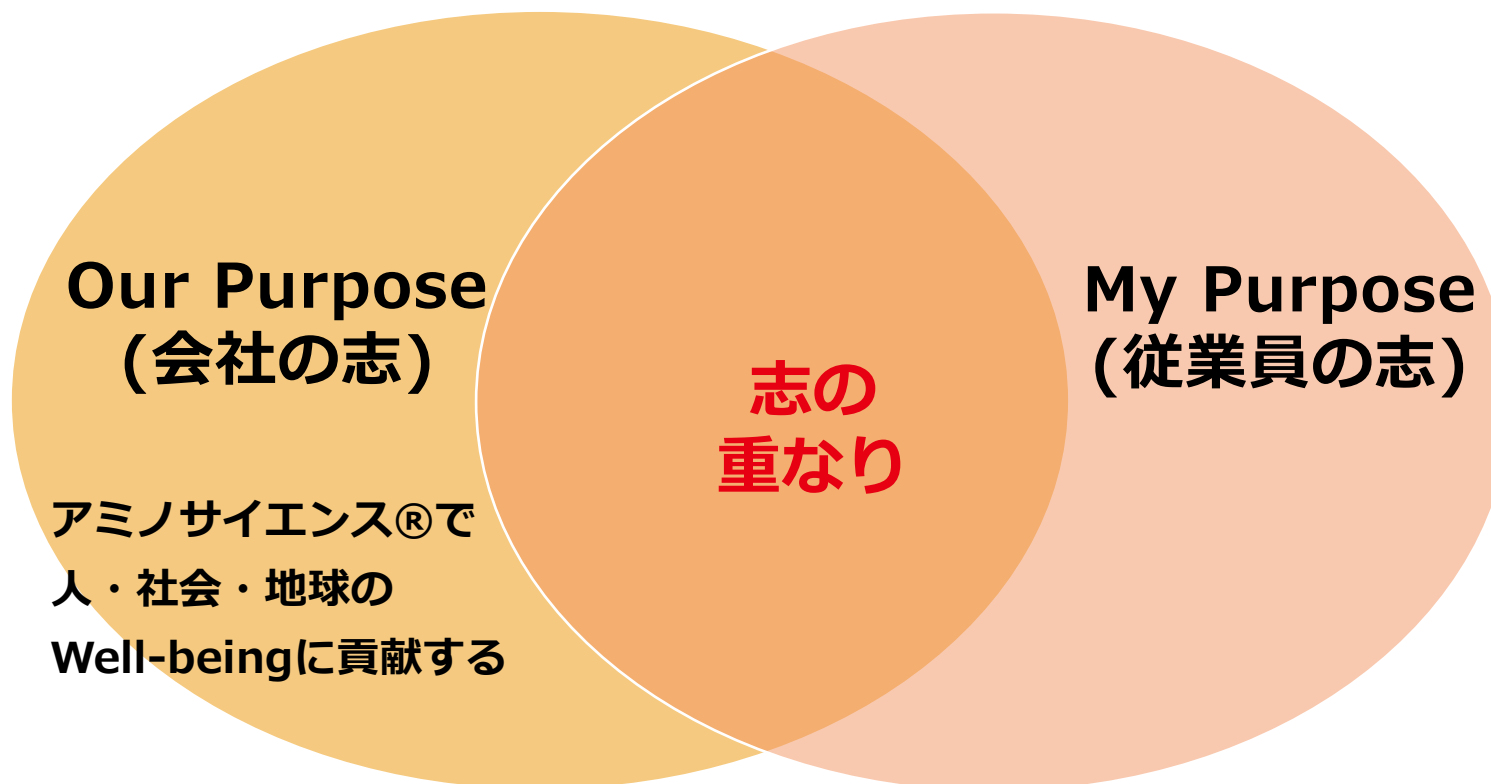 Our Purpose
(会社の志)
アミノサイエンス®で
人・社会・地球の
Well-beingに貢献する
志の
重なり
My Purpose
(従業員の志)